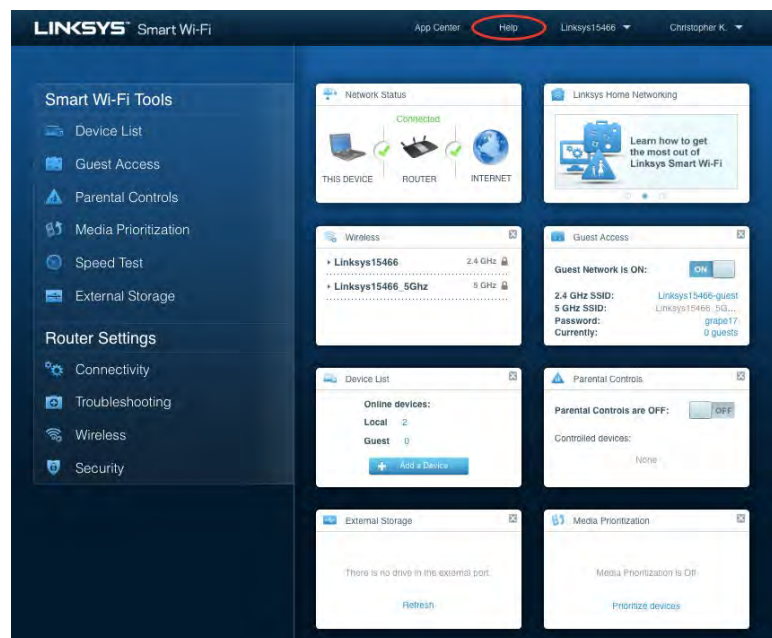 LINKSYS™ Smart Wi-Fi
App Center
Help
Linksys15466
Christopher K.
Smart Wi-Fi Tools
Device List
Guest Access
Parental Controls
Media Prioritization
Speed Test
External Storage
Router Settings
Connectivity
Troubleshooting
Wireless
Security
Network Status
Connected
THIS DEVICE
ROUTER
INTERNET
Linksys Home Networking
Learn how to get
the most out of
Linksys Smart Wi-Fi
Wireless
Linksys15466 2.4 GHz
Linksys15466_5Ghz 5 GHz
Guest Access
Guest Network is ON: ON
2.4 GHz SSID: Linksys15466-guest
5 GHz SSID: Linksys15466_5G...
Password: grape17
Currently: 0 guests
Device List
Online devices:
Local 2
Guest 0
Add a Device
Parental Controls
Parental Controls are OFF: OFF
Controlled devices:
None
External Storage
There is no drive in the external port.
Refresh
Media Prioritization
Media Prioritization is Off
Prioritize devices